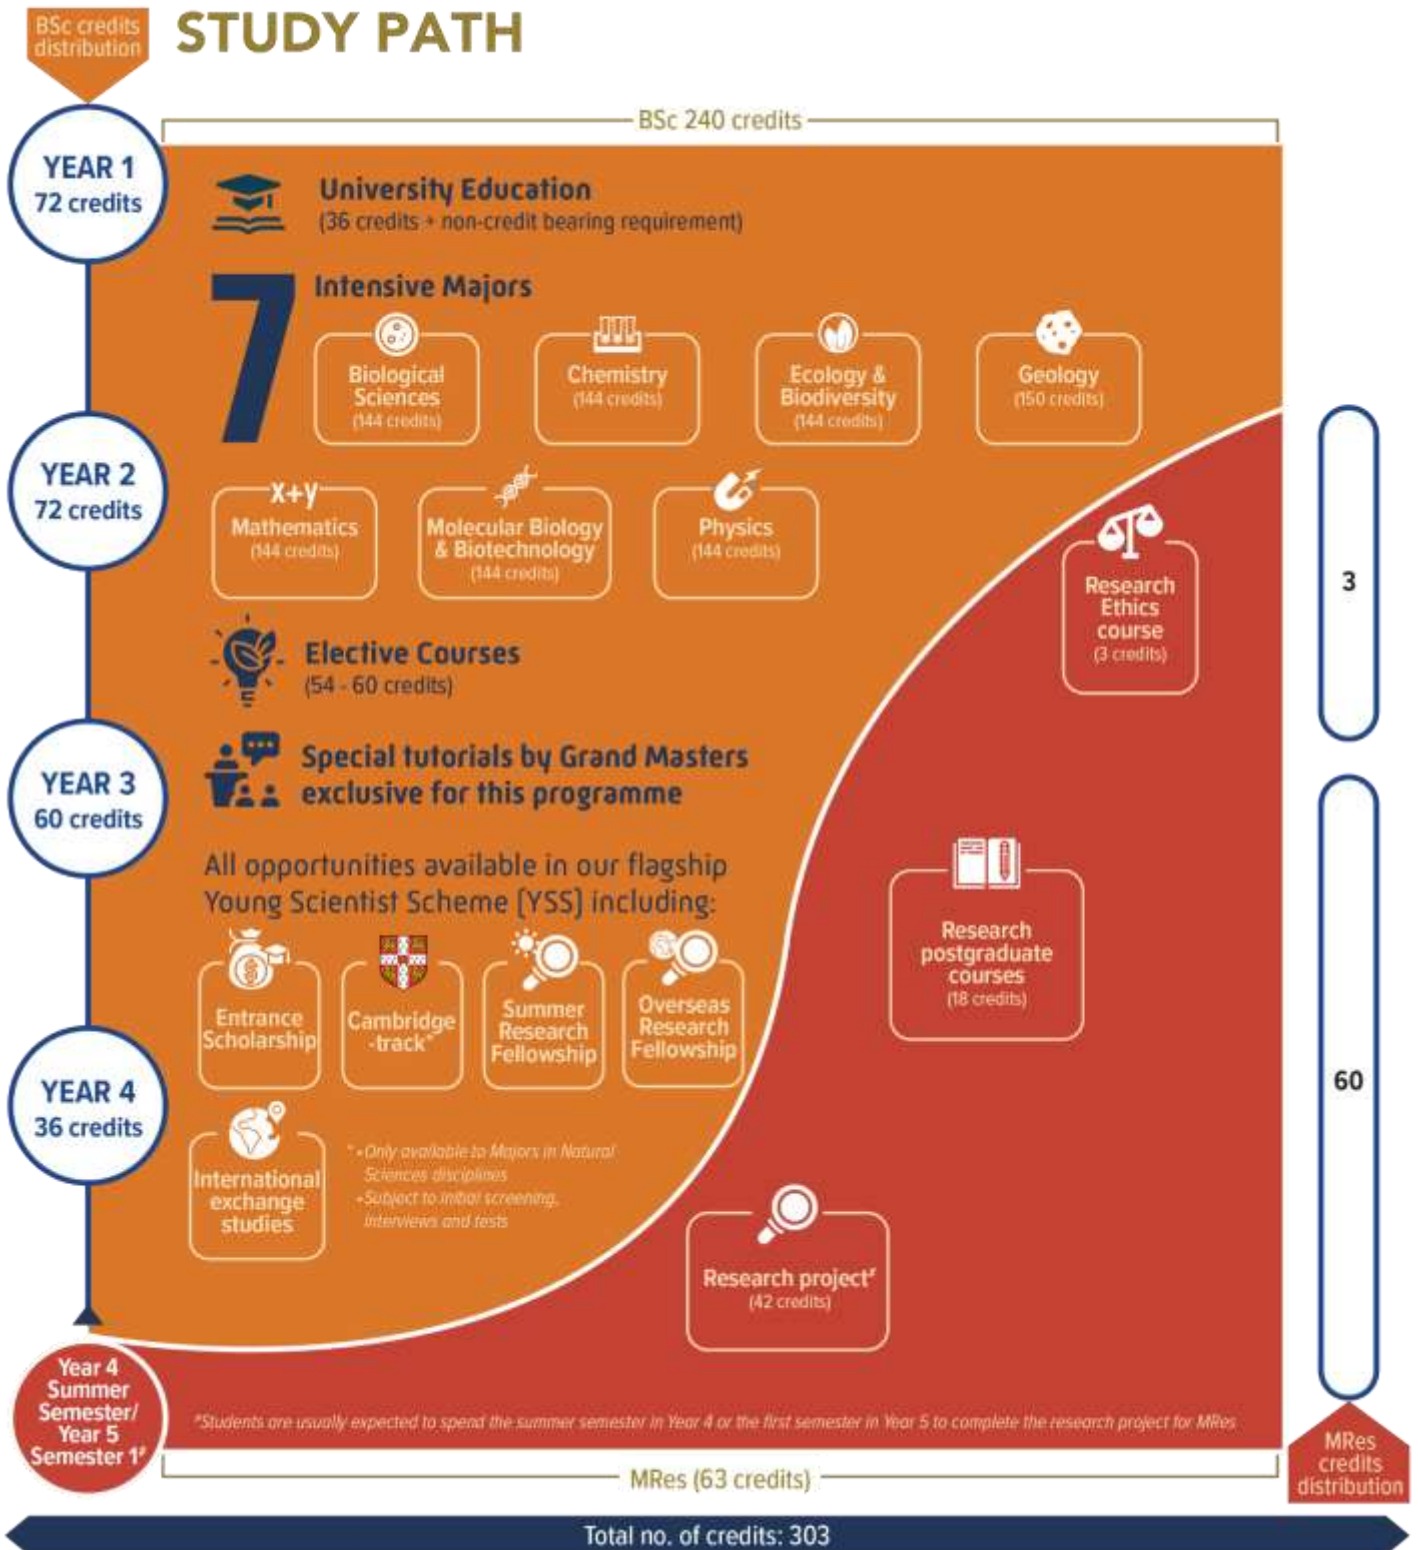 BSc credits
distribution
STUDY PATH
BSc 240 credits
YEAR 1
72 credits
University Education
(36 credits + non-credit bearing requirement)
7
Intensive Majors
Biological
Sciences
(144 credits)
Chemistry
(144 credits)
Ecology &
Biodiversity
(144 credits)
Geology
(150 credits)
YEAR 2
72 credits
x+y
Mathematics
(144 credits)
Molecular Biology
& Biotechnology
(144 credits)
Physics
(144 credits)
Research
Ethics
course
(3 credits)
3
Elective Courses
(54 - 60 credits)
YEAR 3
60 credits
Special tutorials by Grand Masters
exclusive for this programme
All opportunities available in our flagship
Young Scientist Scheme [YSS] including:
Research
postgraduate
courses
(18 credits)
Entrance
Scholarship
Cambridge
-track*
Summer
Research
Fellowship
Overseas
Research
Fellowship
YEAR 4
36 credits
60
International
exchange
studies
* •Only available to Majors in Natural
Sciences disciplines
•Subject to initial screening,
interviews and tests
Research project#
(42 credits)
Year 4
Summer
Semester/
Year 5
Semester 1#
#Students are usually expected to spend the summer semester in Year 4 or the first semester in Year 5 to complete the research project for MRes
MRes (63 credits)
MRes
credits
distribution
Total no. of credits: 303